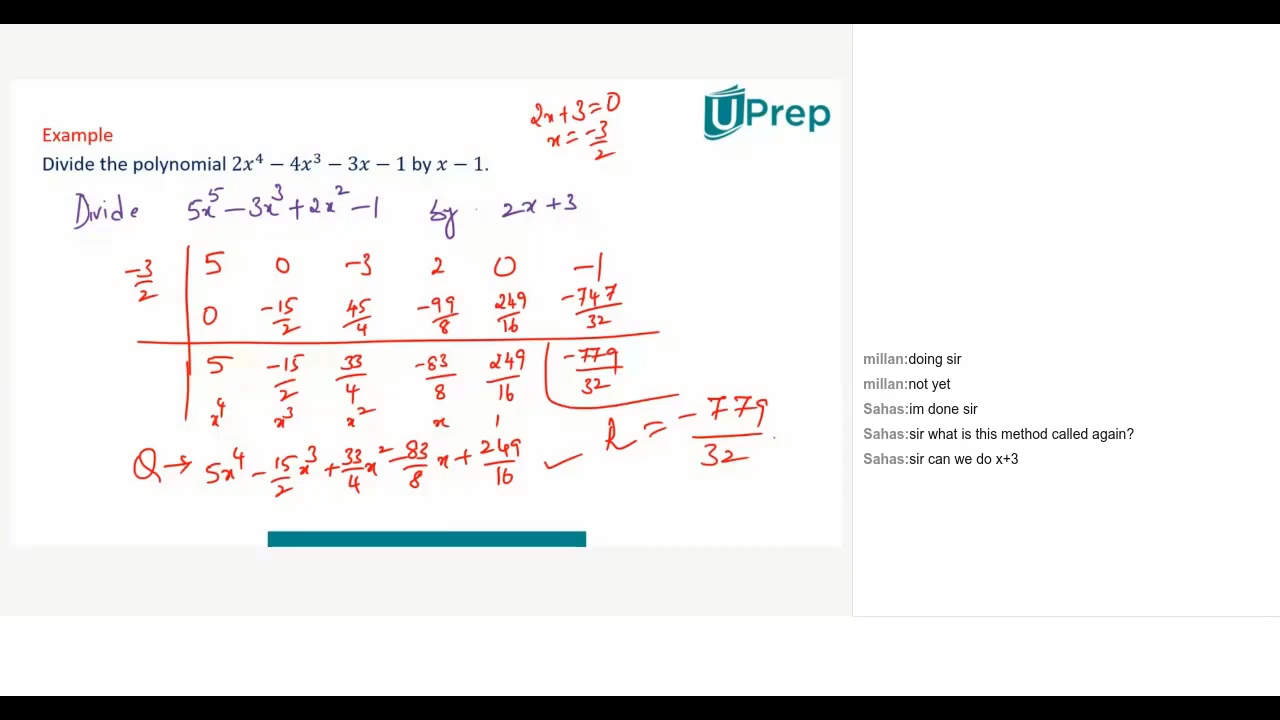 UPrep
2x+3=0
x = -3/2
Example
Divide the polynomial 2x⁴ − 4x³ − 3x − 1 by x − 1.
Divide 5x⁵ − 3x³ + 2x² − 1 by 2x + 3
-3/2 | 5 0 -3 2 0 -1
0 -15/2 45/4 -99/8 249/16 -747/32
5 -15/2 33/4 -83/8 249/16 -779/32
x⁴ x³ x² x 1
Q → 5x⁴ − 15/2 x³ + 33/4 x² − 83/8 x + 249/16 ✓
R = -779/32
millan:doing sir
millan:not yet
Sahas:im done sir
Sahas:sir what is this method called again?
Sahas:sir can we do x+3